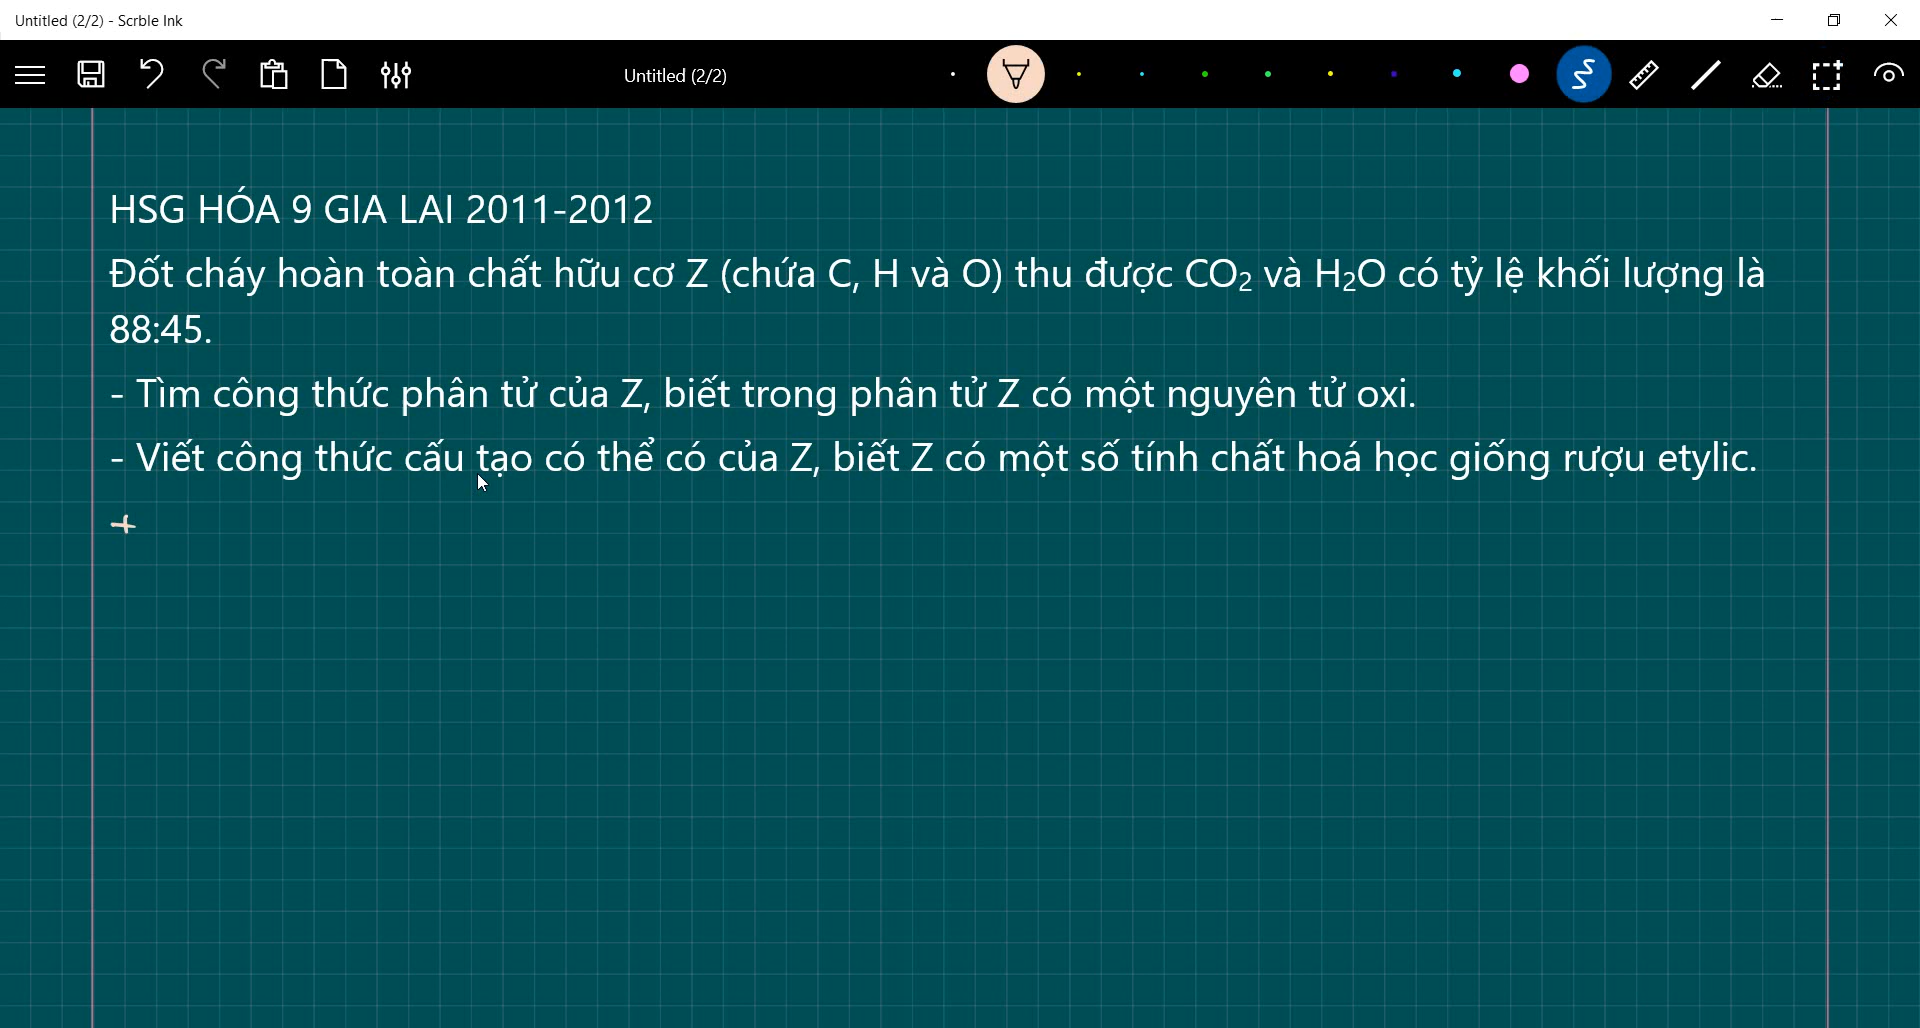 Untitled (2/2) - Scrble Ink
Untitled (2/2)
HSG HÓA 9 GIA LAI 2011-2012
Đốt cháy hoàn toàn chất hữu cơ Z (chứa C, H và O) thu được CO₂ và H₂O có tỷ lệ khối lượng là
88:45.
- Tìm công thức phân tử của Z, biết trong phân tử Z có một nguyên tử oxi.
- Viết công thức cấu tạo có thể có của Z, biết Z có một số tính chất hoá học giống rượu etylic.
+